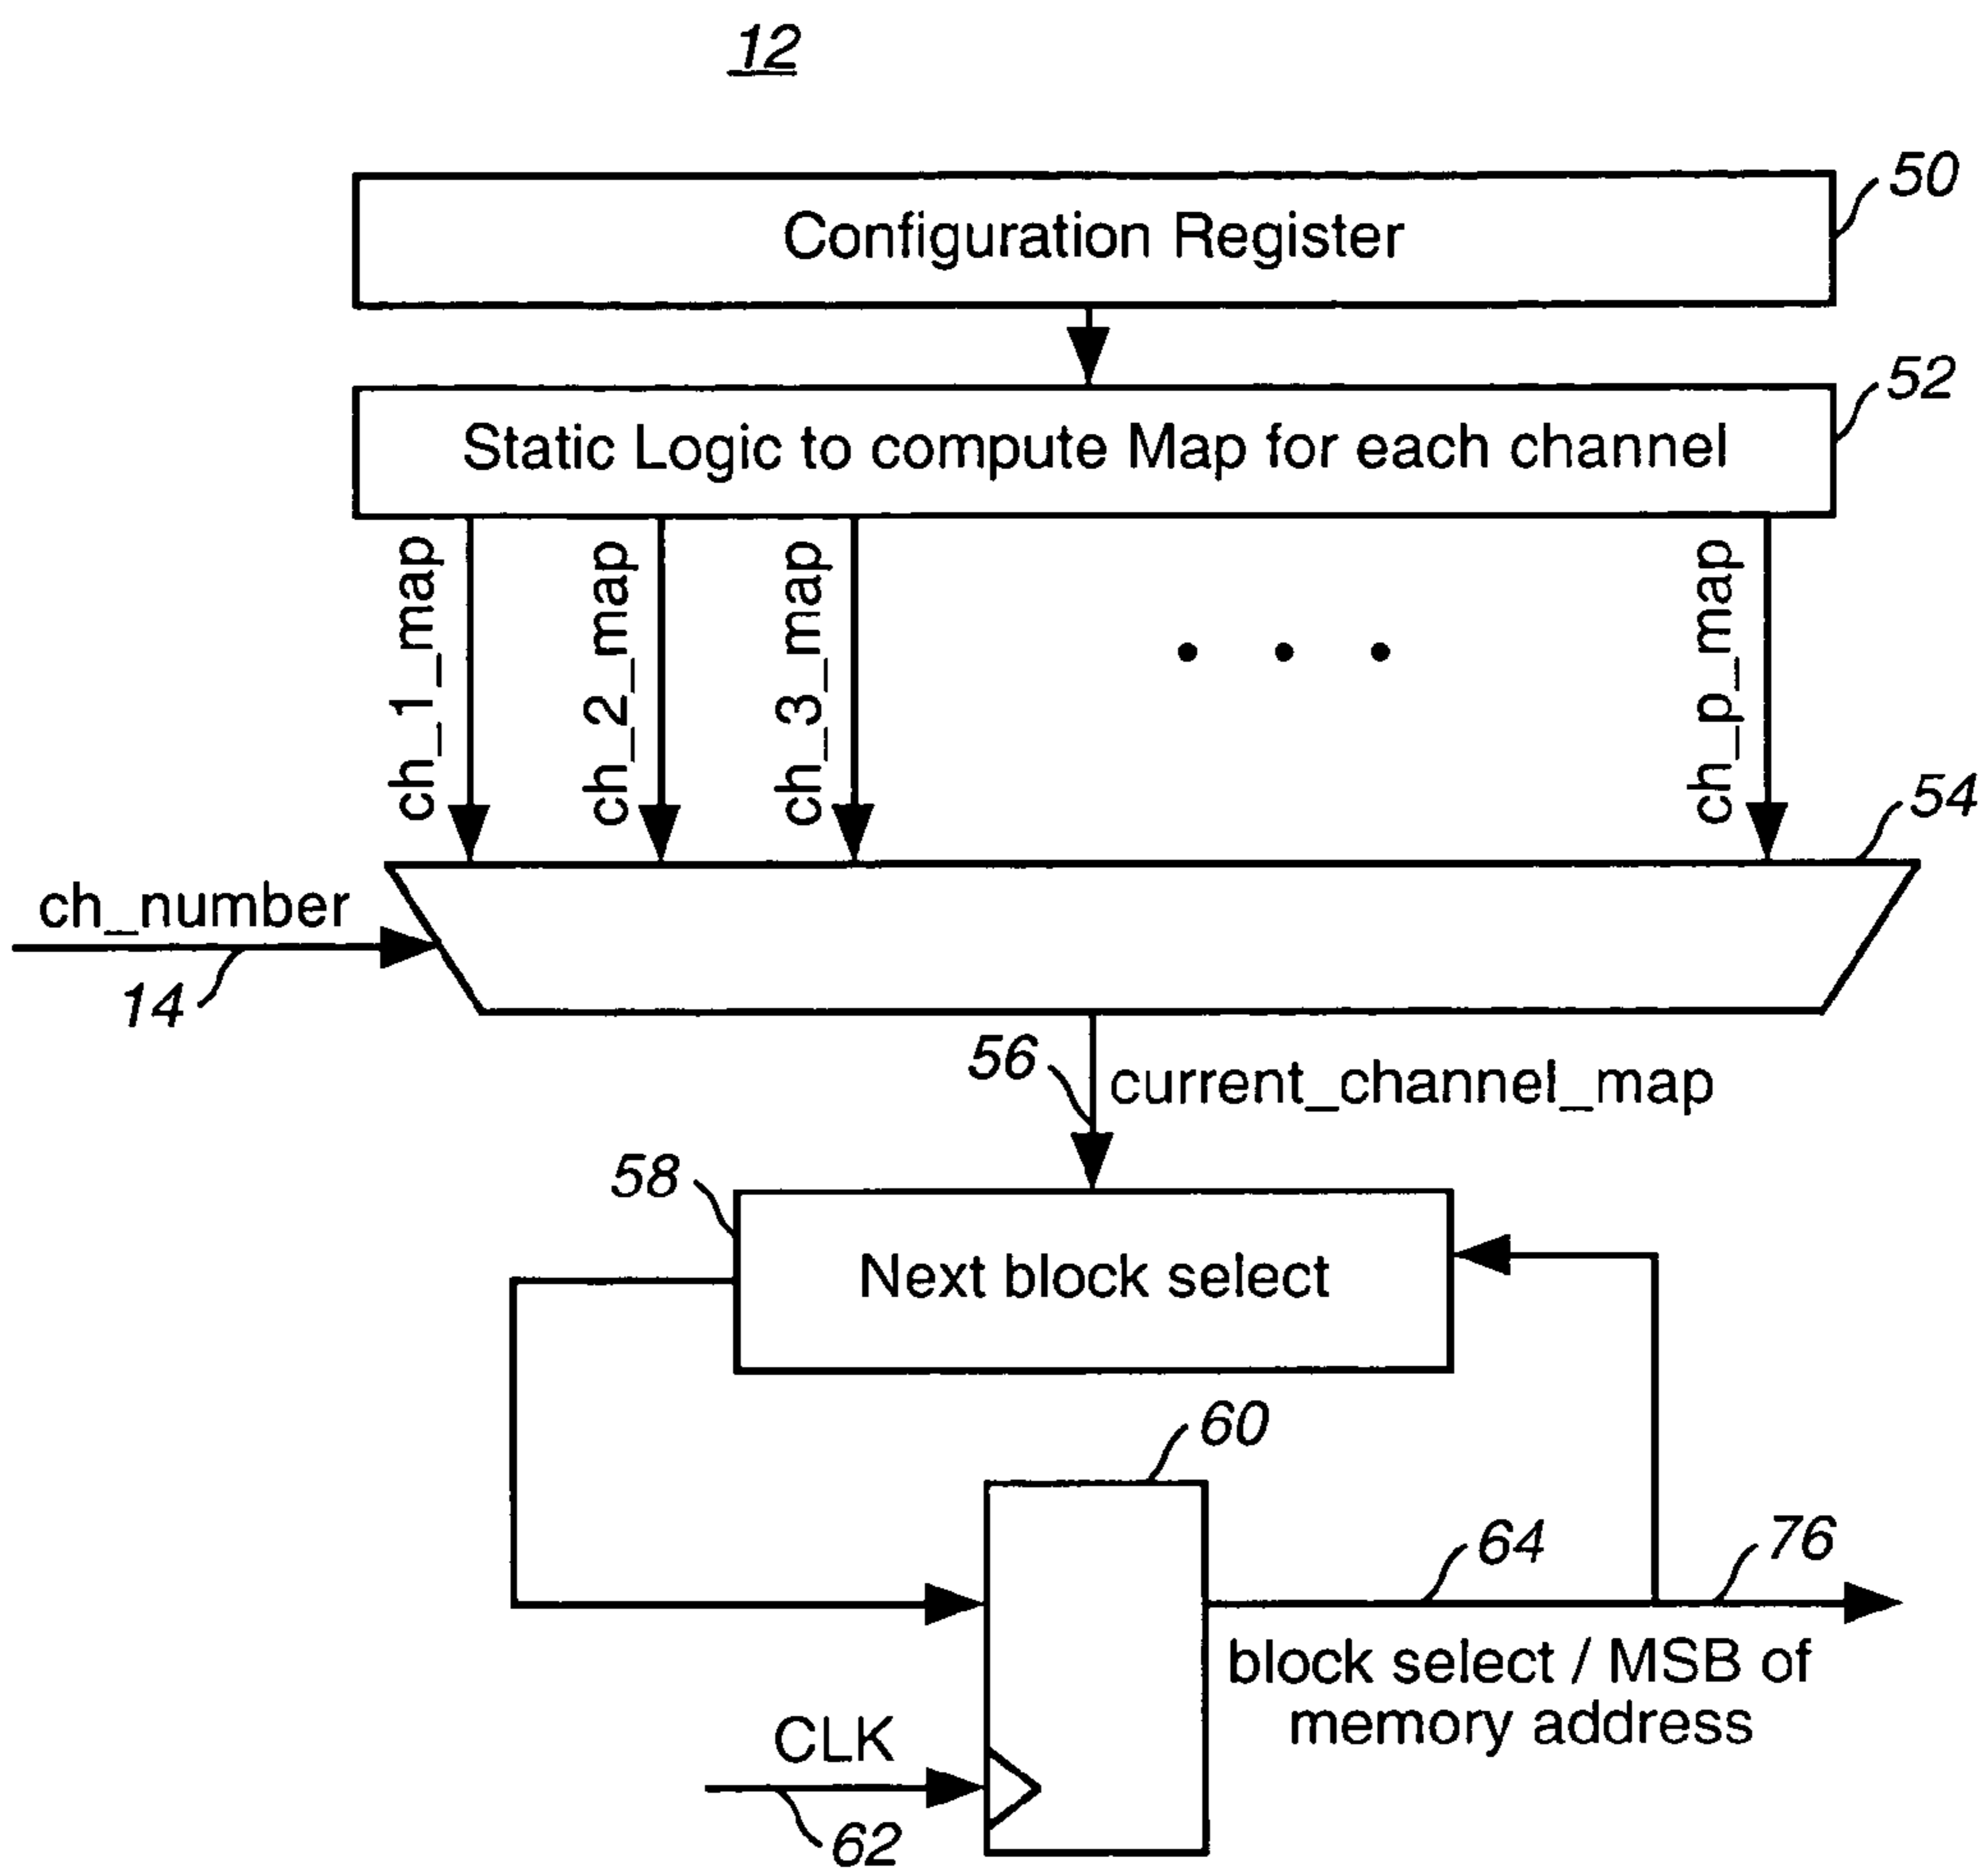 12
50
Configuration Register
52
Static Logic to compute Map for each channel
ch_1_map
ch_2_map
ch_3_map
ch_p_map
54
ch_number
14
56
current_channel_map
58
Next block select
60
64
76
block select / MSB of
memory address
CLK
62